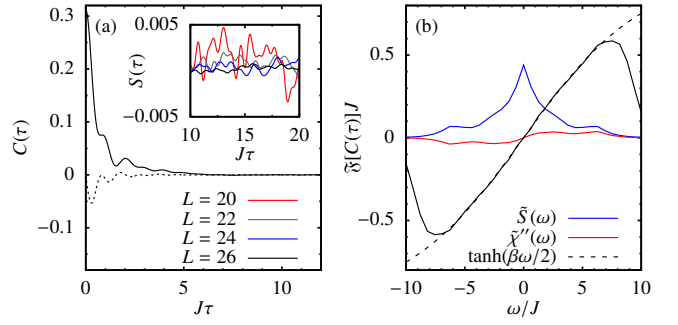 (a)
0.3
0.2
0.1
0
−0.1
C(τ)
0
5
10
Jτ
0.005
−0.005
S(τ)
10
15
20
Jτ
L = 20
L = 22
L = 24
L = 26
(b)
0.5
0
−0.5
𝔉[C(τ)]J
−10
−5
0
5
10
ω/J
S̃(ω)
χ̃′′(ω)
tanh(βω/2)